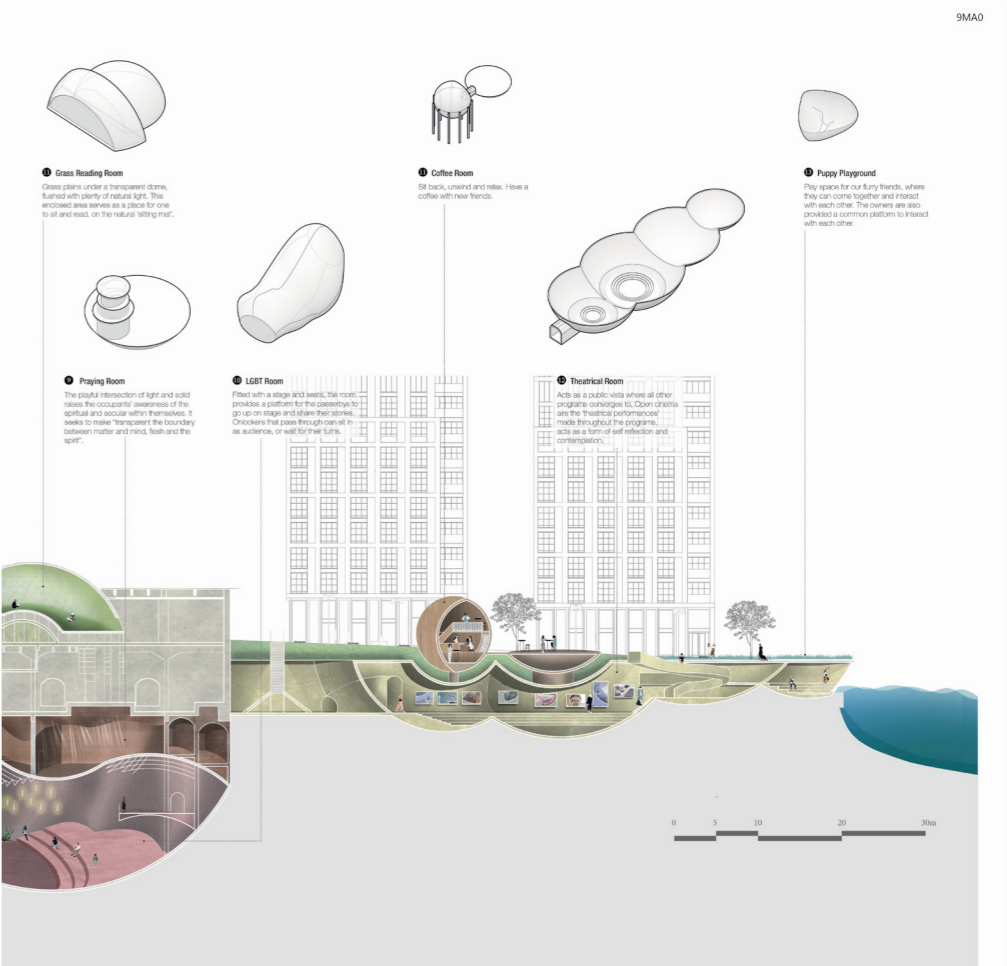 9MA0
11 Grass Reading Room
Grass plains under a transparent dome,
flushed with plenty of natural light. This
enclosed area serves as a place for one
to sit and read, on the natural 'sitting mat'.
11 Coffee Room
Sit back, unwind and relax. Have a
coffee with new friends.
13 Puppy Playground
Play space for our flurry friends, where
they can come together and interact
with each other. The owners are also
provided a common platform to interact
with each other.
9 Praying Room
The playful intersection of light and solid
raises the occupants' awareness of the
spiritual and secular within themselves. It
seeks to make "transparent the boundary
between matter and mind, flesh and the
spirit".
10 LGBT Room
Fitted with a stage and seats, the room
provides a platform for the passerbys to
go up on stage and share their stories.
Onlookers that pass through can sit in
as audience, or wait for their turns.
12 Theatrical Room
Acts as a public vista where all other
programs converges to, Open cinema
airs the 'theatrical performances'
made throughout the programs,
acts as a form of self reflection and
contemplation.
0 5 10 20 30m